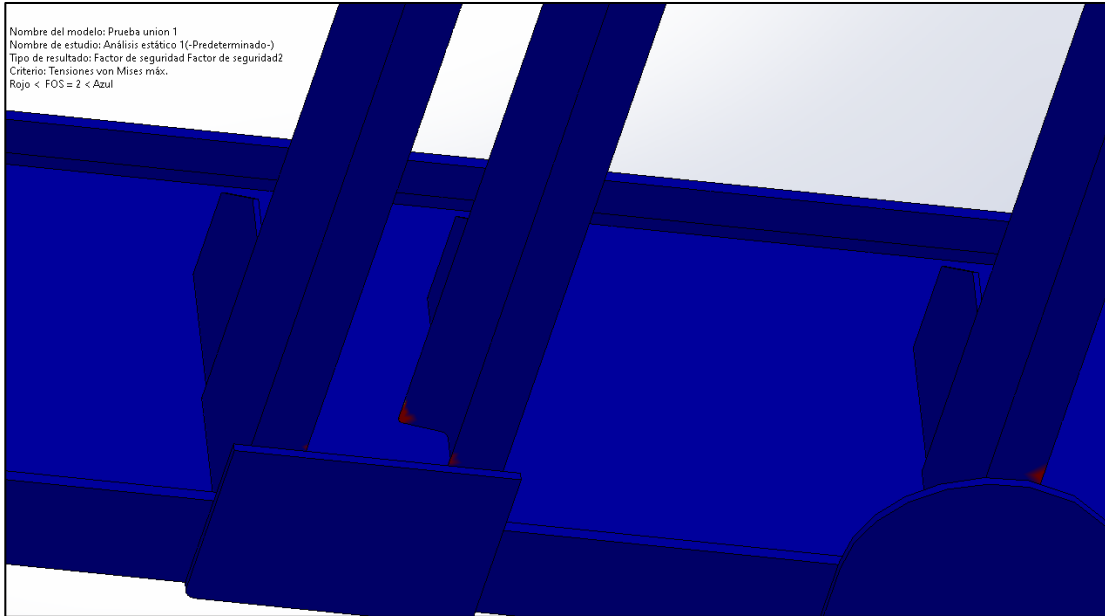 Nombre del modelo: Prueba union 1
Nombre de estudio: Análisis estático 1(-Predeterminado-)
Tipo de resultado: Factor de seguridad Factor de seguridad2
Criterio: Tensiones von Mises máx.
Rojo < FOS = 2 < Azul